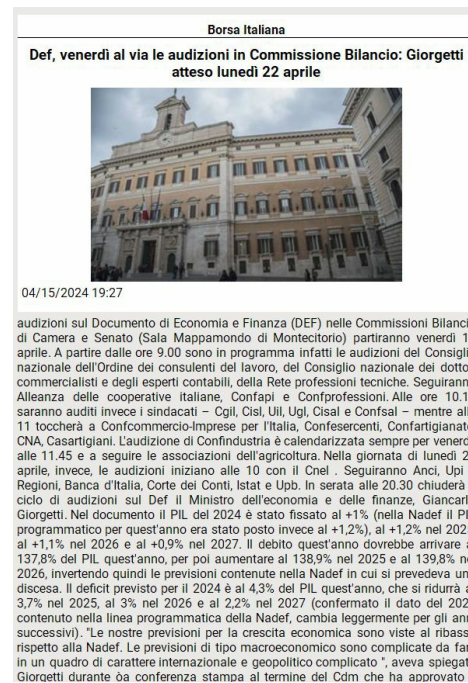 Borsa Italiana
Def, venerdì al via le audizioni in Commissione Bilancio: Giorgetti
atteso lunedì 22 aprile
04/15/2024 19:27
audizioni sul Documento di Economia e Finanza (DEF) nelle Commissioni Bilanci
di Camera e Senato (Sala Mappamondo di Montecitorio) partiranno venerdì 1
aprile. A partire dalle ore 9.00 sono in programma infatti le audizioni del Consigli
nazionale dell'Ordine dei consulenti del lavoro, del Consiglio nazionale dei dotto
commercialisti e degli esperti contabili, della Rete professioni tecniche. Seguirann
Alleanza delle cooperative italiane, Confapi e Confprofessioni. Alle ore 10.1
saranno auditi invece i sindacati – Cgil, Cisl, Uil, Ugl, Cisal e Confsal – mentre all
11 toccherà a Confcommercio-Imprese per l'Italia, Confesercenti, Confartigianat
CNA, Casartigiani. L'audizione di Confindustria è calendarizzata sempre per venerd
alle 11.45 e a seguire le associazioni dell'agricoltura. Nella giornata di lunedì 2
aprile, invece, le audizioni iniziano alle 10 con il Cnel . Seguiranno Anci, Upi
Regioni, Banca d'Italia, Corte dei Conti, Istat e Upb. In serata alle 20.30 chiuderà
ciclo di audizioni sul Def il Ministro dell'economia e delle finanze, Giancarl
Giorgetti. Nel documento il PIL del 2024 è stato fissato al +1% (nella Nadef il PI
programmatico per quest'anno era stato posto invece al +1,2%), al +1,2% nel 202
al +1,1% nel 2026 e al +0,9% nel 2027. Il debito quest'anno dovrebbe arrivare a
137,8% del PIL quest'anno, per poi aumentare al 138,9% nel 2025 e al 139,8% ne
2026, invertendo quindi le previsioni contenute nella Nadef in cui si prevedeva un
discesa. Il deficit previsto per il 2024 è al 4,3% del PIL quest'anno, che si ridurrà a
3,7% nel 2025, al 3% nel 2026 e al 2,2% nel 2027 (confermato il dato del 202
contenuto nella linea programmatica della Nadef, cambia leggermente per gli ann
successivi). "Le nostre previsioni per la crescita economica sono viste al ribass
rispetto alla Nadef. Le previsioni di tipo macroeconomico sono complicate da far
in un quadro di carattere internazionale e geopolitico complicato ", aveva spiegat
Giorgetti durante òa conferenza stampa al termine del Cdm che ha approvato